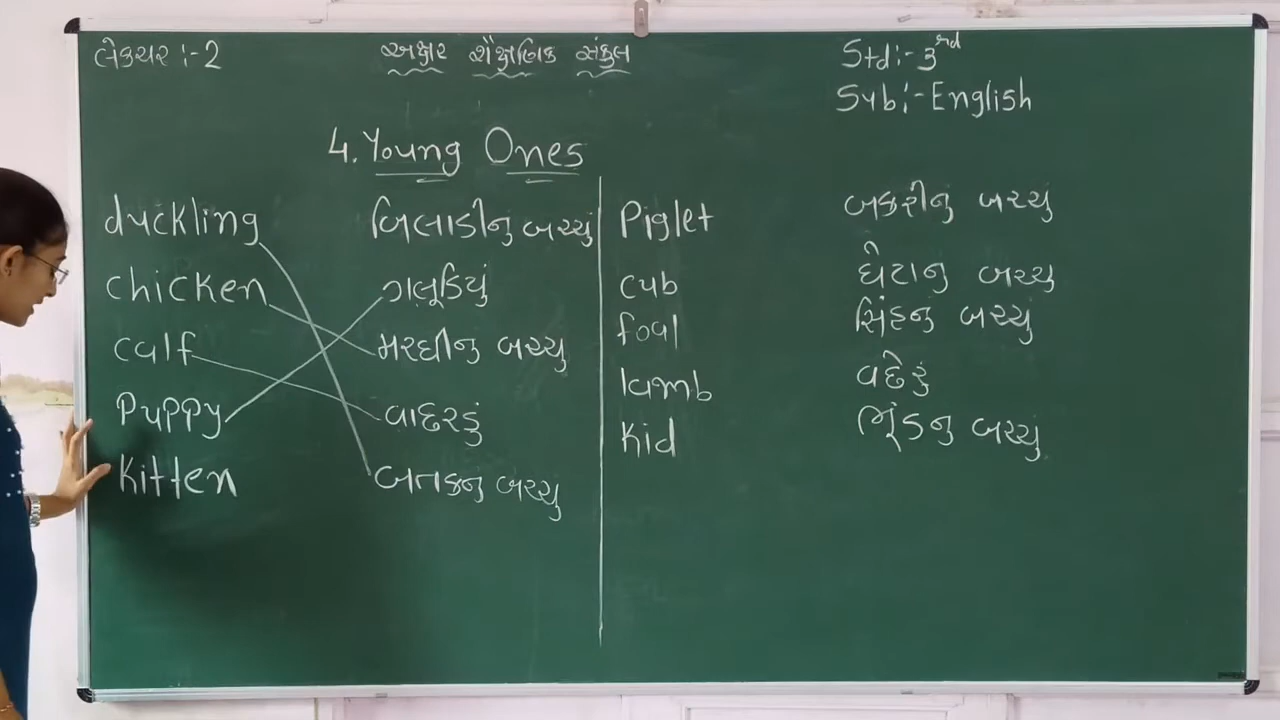 લેક્ચર :- 2
અક્ષર શૈક્ષણિક સંકુલ
Std:- 3rd
Sub:- English
4. Young Ones
duckling બિલાડીનું બચ્ચું
chicken ગલૂડિયું
calf મરઘીનુ બચ્ચુ
Puppy વાછરડું
Kitten બતકનુ બચ્ચુ
Piglet બકરીનું બચ્ચુ
cub ઘેટાનુ બચ્ચુ
foal સિંહનુ બચ્ચું
lamb વછેરું
Kid ભૂંડનુ બચ્ચું